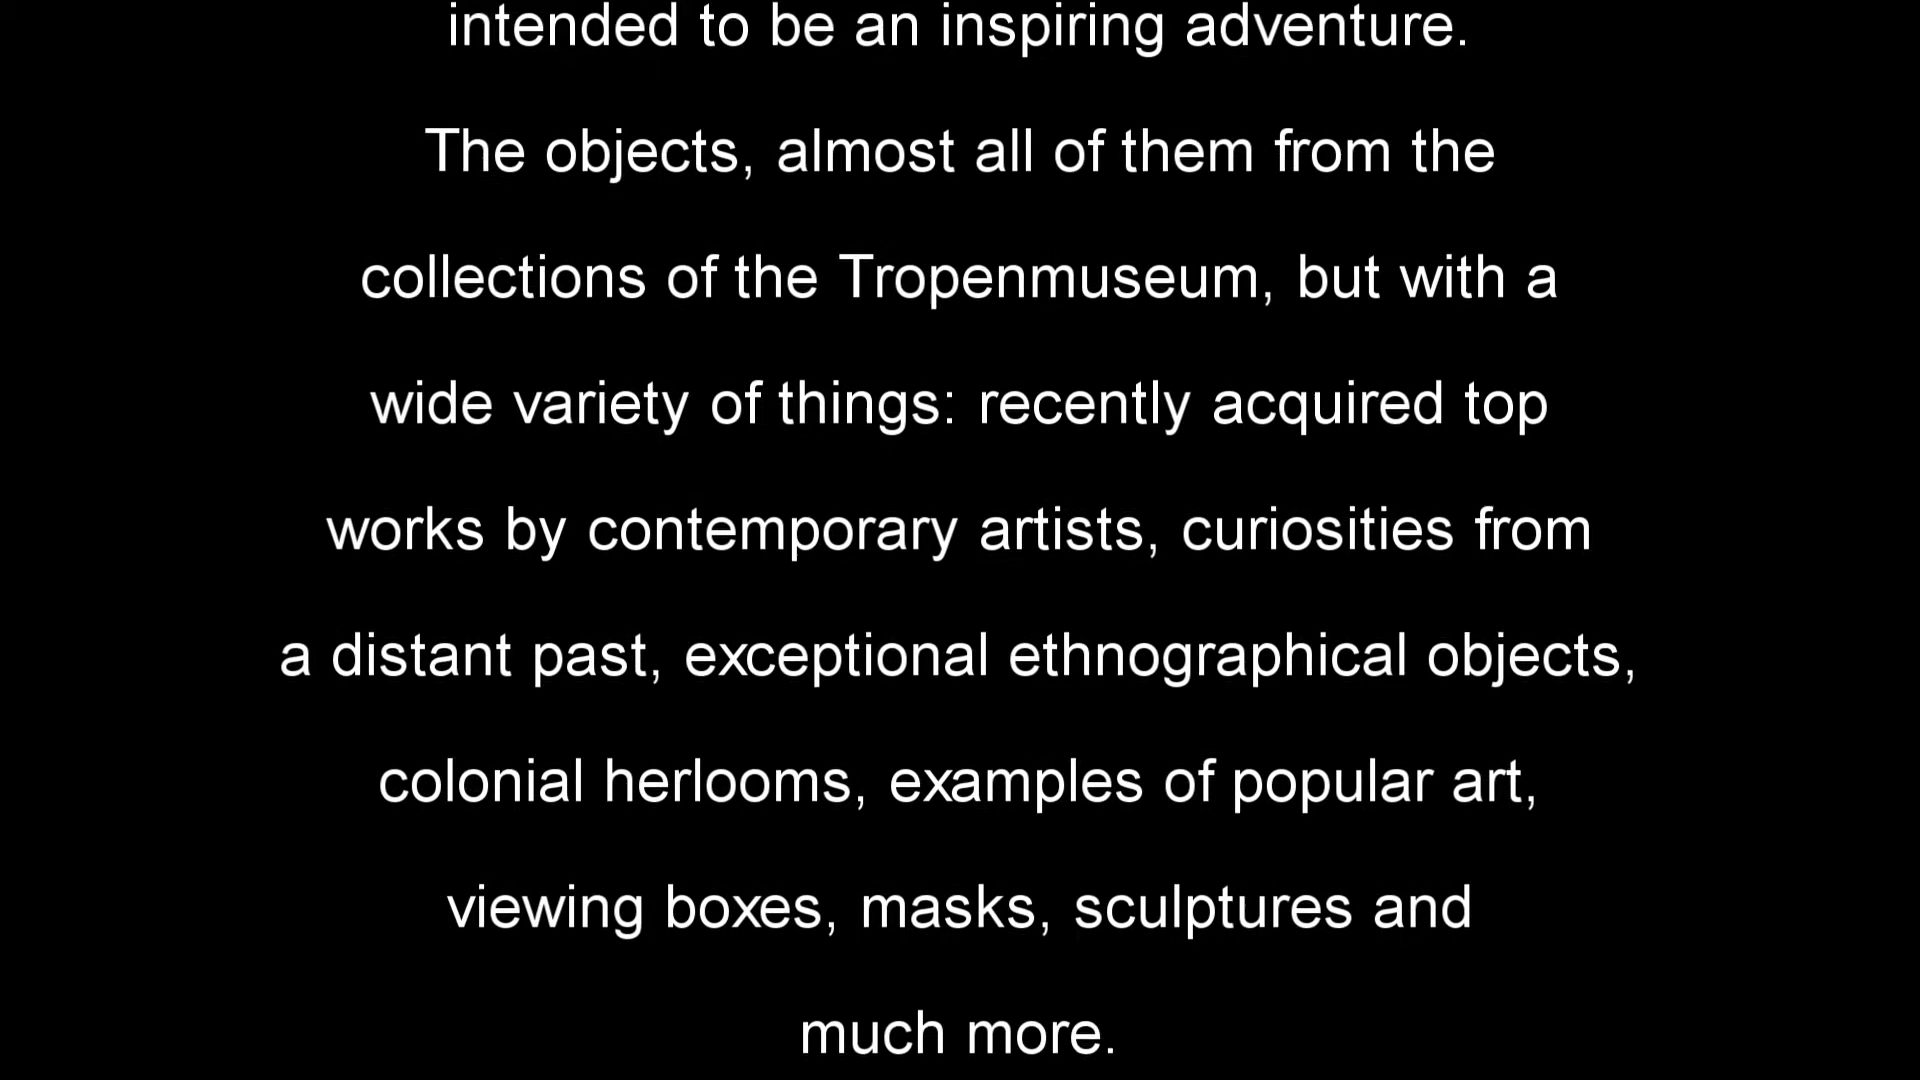 intended to be an inspiring adventure.
The objects, almost all of them from the
collections of the Tropenmuseum, but with a
wide variety of things: recently acquired top
works by contemporary artists, curiosities from
a distant past, exceptional ethnographical objects,
colonial herlooms, examples of popular art,
viewing boxes, masks, sculptures and
much more.